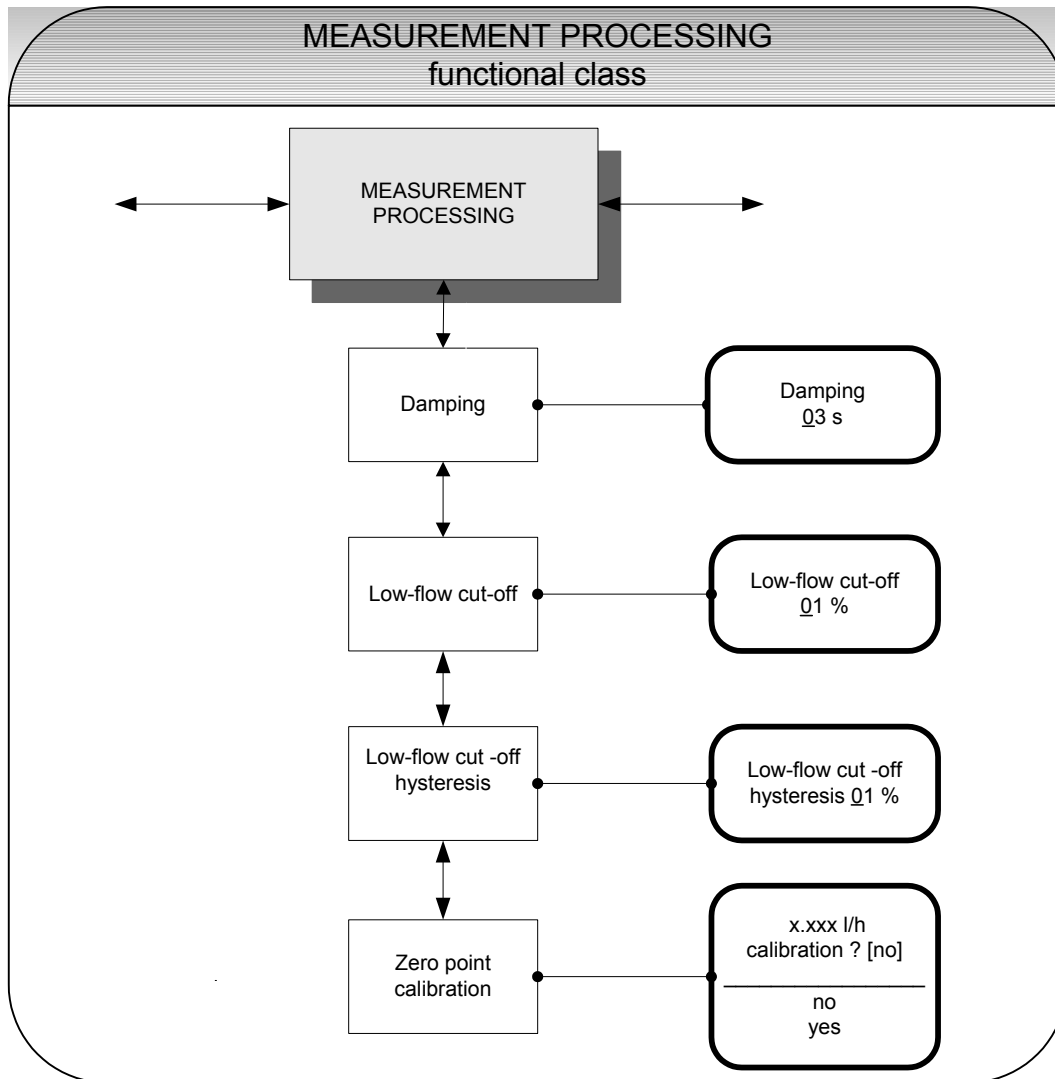 MEASUREMENT PROCESSING
functional class
MEASUREMENT
PROCESSING
Damping
Damping
03 s
Low-flow cut-off
Low-flow cut-off
01 %
Low-flow cut -off
hysteresis
Low-flow cut -off
hysteresis 01 %
Zero point
calibration
x.xxx l/h
calibration ? [no]
no
yes